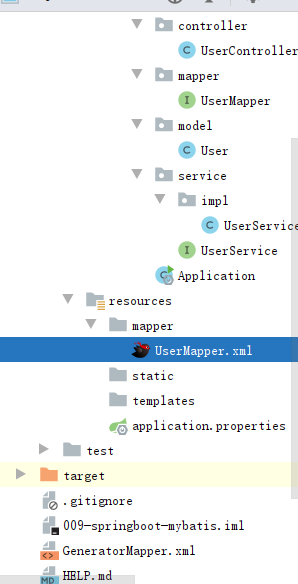 controller
UserController
mapper
UserMapper
model
User
service
impl
UserService
UserService
Application
resources
mapper
UserMapper.xml
static
templates
application.properties
test
target
.gitignore
009-springboot-mybatis.iml
GeneratorMapper.xml
HELP.md